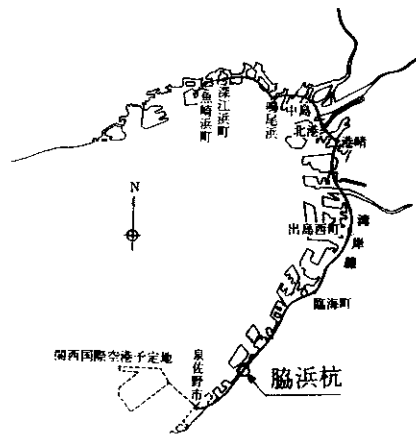 魚崎浜町
深江浜町
鳴尾浜
中島
北港
港晴
N
出島西町
湾岸線
臨海町
関西国際空港予定地
泉佐野市
脇浜杭